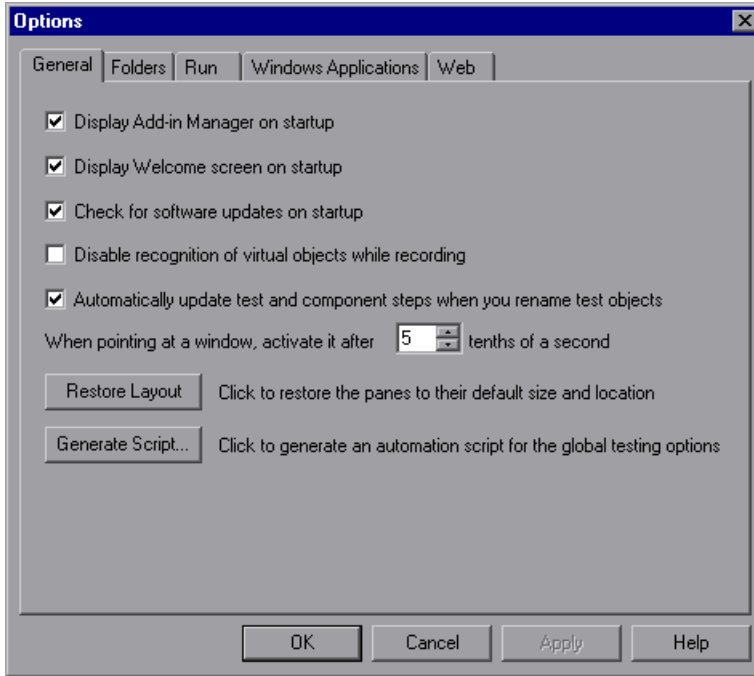 Options
General Folders Run Windows Applications Web
Display Add-in Manager on startup
Display Welcome screen on startup
Check for software updates on startup
Disable recognition of virtual objects while recording
Automatically update test and component steps when you rename test objects
When pointing at a window, activate it after 5 tenths of a second
Restore Layout Click to restore the panes to their default size and location
Generate Script... Click to generate an automation script for the global testing options
OK Cancel Apply Help